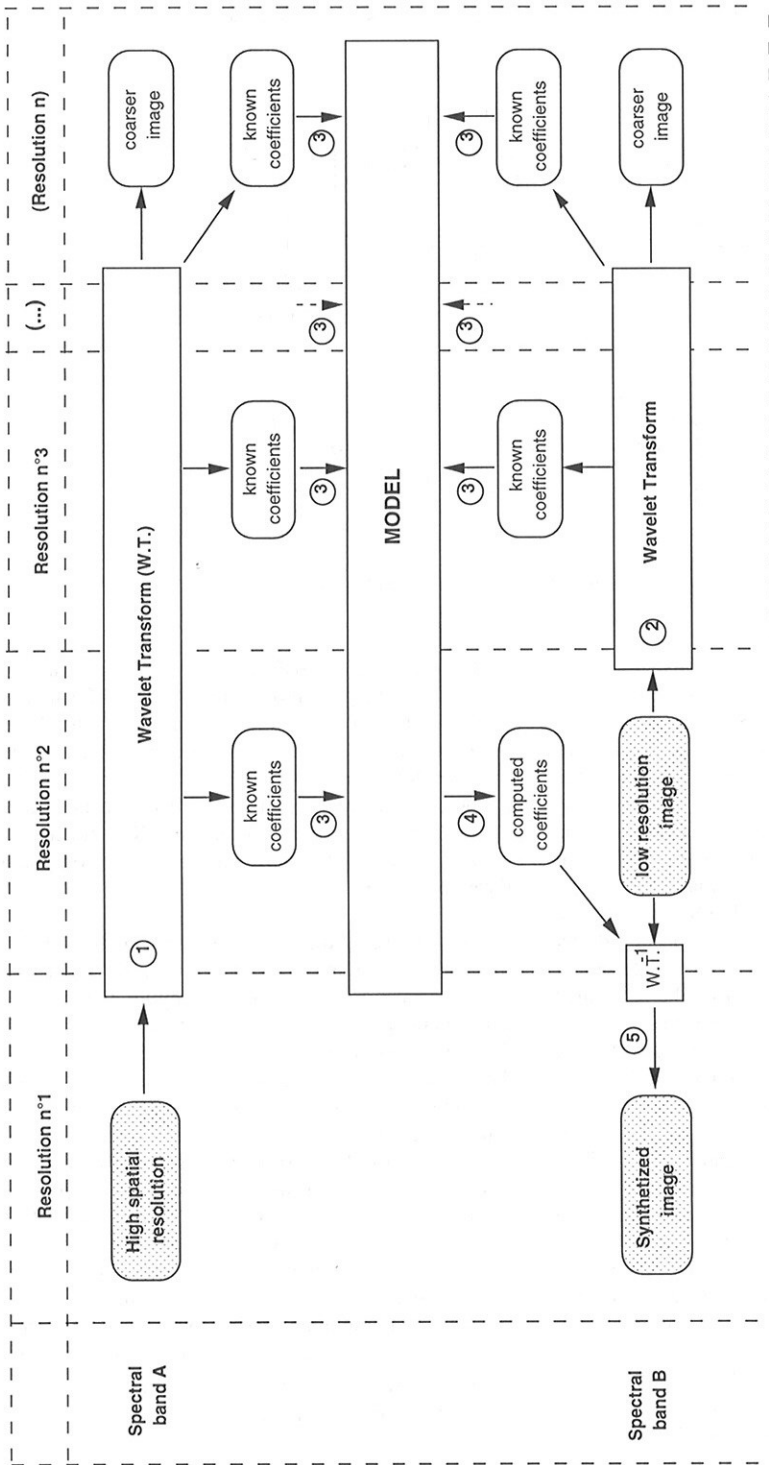 Resolution n°1
Resolution n°2
Resolution n°3
(...)
(Resolution n)
Spectral
band A
High spatial
resolution
1
Wavelet Transform (W.T.)
coarser
image
known
coefficients
known
coefficients
known
coefficients
3
3
3
3
MODEL
4
3
3
3
computed
coefficients
known
coefficients
known
coefficients
Spectral
band B
Synthetized
image
5
W.T.-1
low resolution
image
2
Wavelet Transform
coarser
image